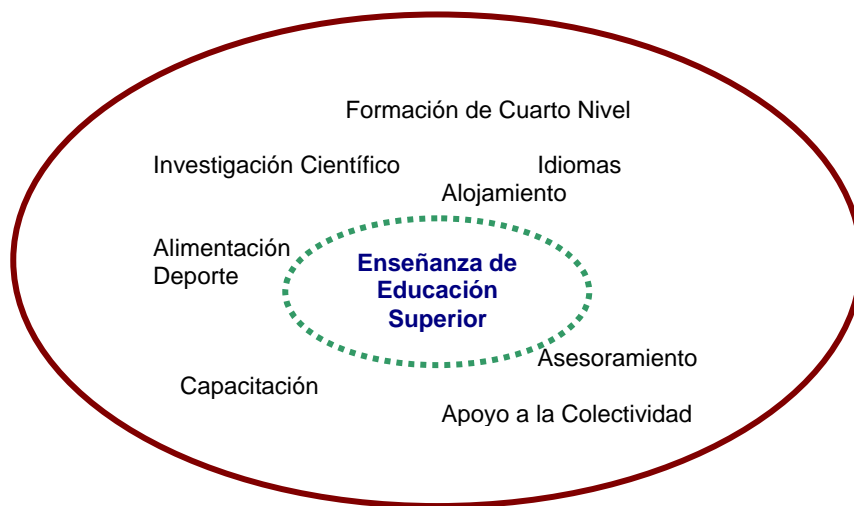 Formación de Cuarto Nivel
Investigación Científico
Idiomas
Alojamiento
Alimentación
Deporte
Enseñanza de
Educación
Superior
Asesoramiento
Capacitación
Apoyo a la Colectividad